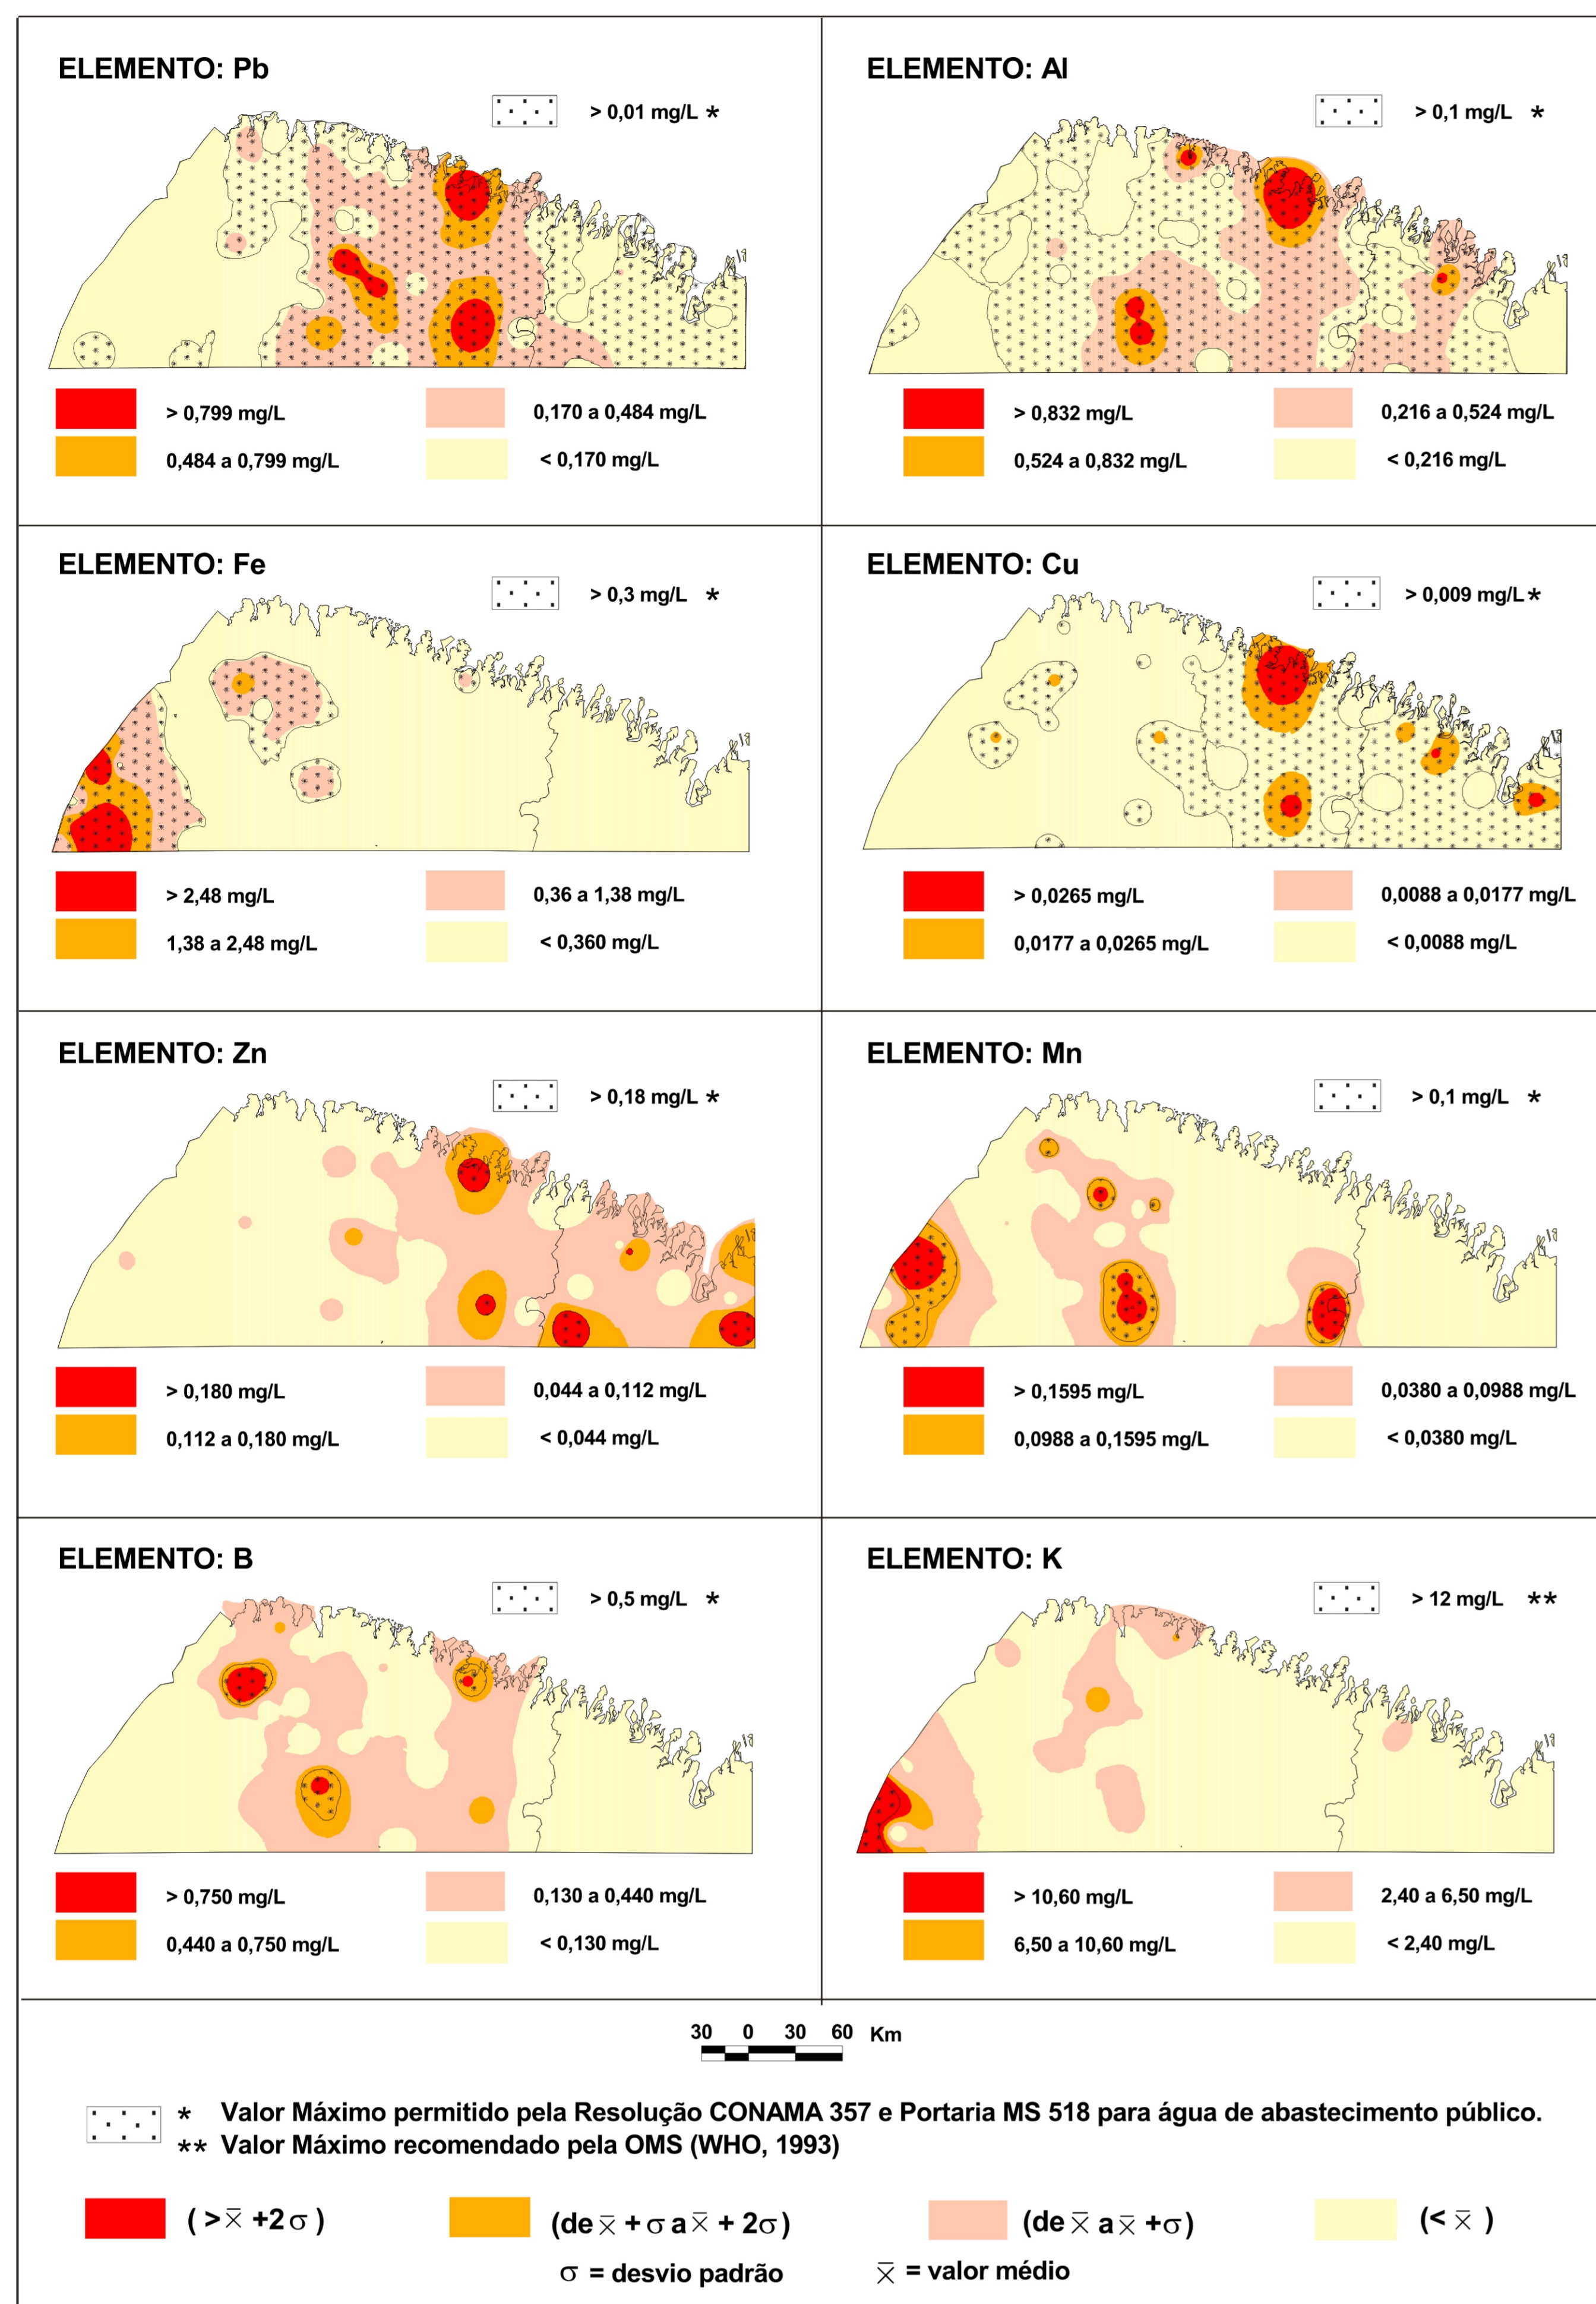 ELEMENTO: Pb
> 0,01 mg/L *
> 0,799 mg/L
0,170 a 0,484 mg/L
0,484 a 0,799 mg/L
< 0,170 mg/L
ELEMENTO: Al
> 0,1 mg/L *
> 0,832 mg/L
0,216 a 0,524 mg/L
0,524 a 0,832 mg/L
< 0,216 mg/L
ELEMENTO: Fe
> 0,3 mg/L *
> 2,48 mg/L
0,36 a 1,38 mg/L
1,38 a 2,48 mg/L
< 0,360 mg/L
ELEMENTO: Cu
> 0,009 mg/L *
> 0,0265 mg/L
0,0088 a 0,0177 mg/L
0,0177 a 0,0265 mg/L
< 0,0088 mg/L
ELEMENTO: Zn
> 0,18 mg/L *
> 0,180 mg/L
0,044 a 0,112 mg/L
0,112 a 0,180 mg/L
< 0,044 mg/L
ELEMENTO: Mn
> 0,1 mg/L *
> 0,1595 mg/L
0,0380 a 0,0988 mg/L
0,0988 a 0,1595 mg/L
< 0,0380 mg/L
ELEMENTO: B
> 0,5 mg/L *
> 0,750 mg/L
0,130 a 0,440 mg/L
0,440 a 0,750 mg/L
< 0,130 mg/L
ELEMENTO: K
> 12 mg/L **
> 10,60 mg/L
2,40 a 6,50 mg/L
6,50 a 10,60 mg/L
< 2,40 mg/L
30 0 30 60 Km
* Valor Máximo permitido pela Resolução CONAMA 357 e Portaria MS 518 para água de abastecimento público.
** Valor Máximo recomendado pela OMS (WHO, 1993)
( > x̅ +2 σ )
(de x̅ + σ a x̅ + 2σ)
(de x̅ a x̅ +σ)
(< x̅ )
σ = desvio padrão
x̅ = valor médio